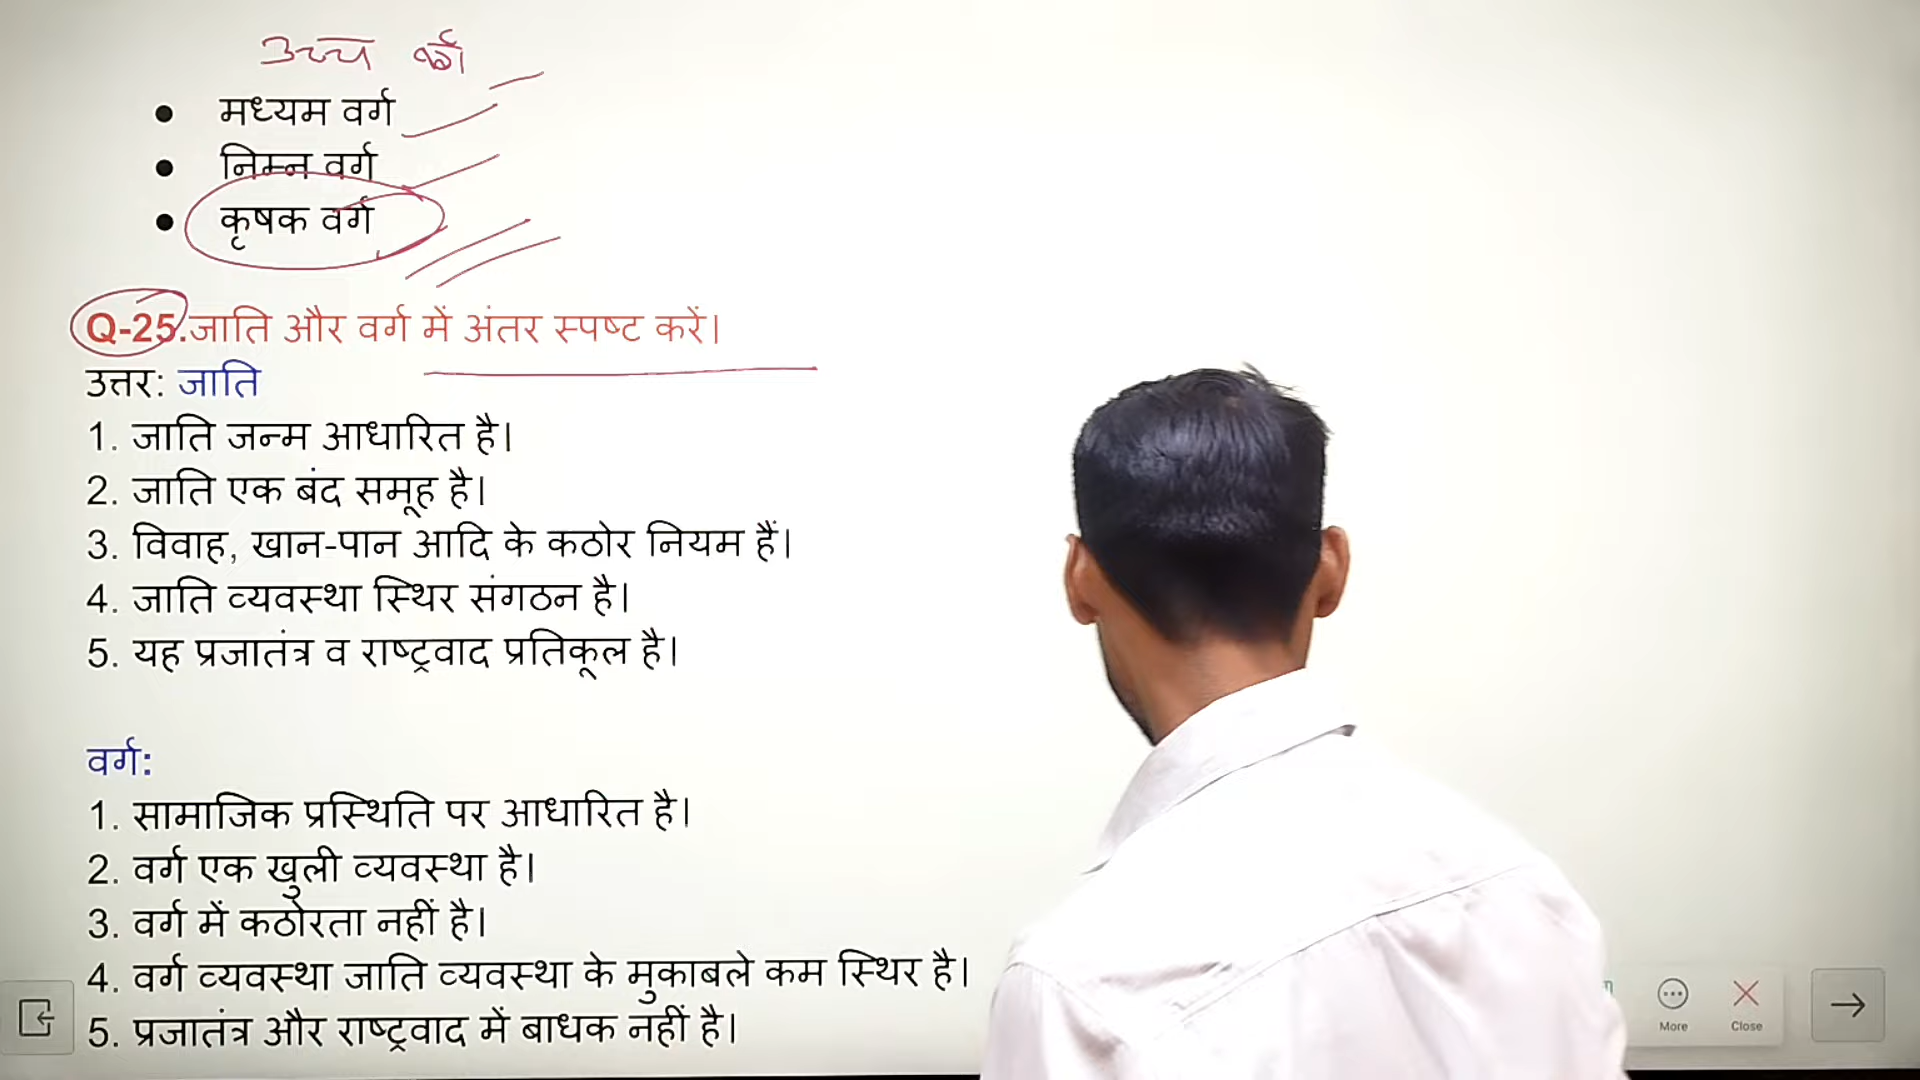 उच्च वर्ग
• मध्यम वर्ग
• निम्न वर्ग
• कृषक वर्ग
Q-25.जाति और वर्ग में अंतर स्पष्ट करें।
उत्तर: जाति
1. जाति जन्म आधारित है।
2. जाति एक बंद समूह है।
3. विवाह, खान-पान आदि के कठोर नियम हैं।
4. जाति व्यवस्था स्थिर संगठन है।
5. यह प्रजातंत्र व राष्ट्रवाद प्रतिकूल है।
वर्ग:
1. सामाजिक प्रस्थिति पर आधारित है।
2. वर्ग एक खुली व्यवस्था है।
3. वर्ग में कठोरता नहीं है।
4. वर्ग व्यवस्था जाति व्यवस्था के मुकाबले कम स्थिर है।
5. प्रजातंत्र और राष्ट्रवाद में बाधक नहीं है।
More Close